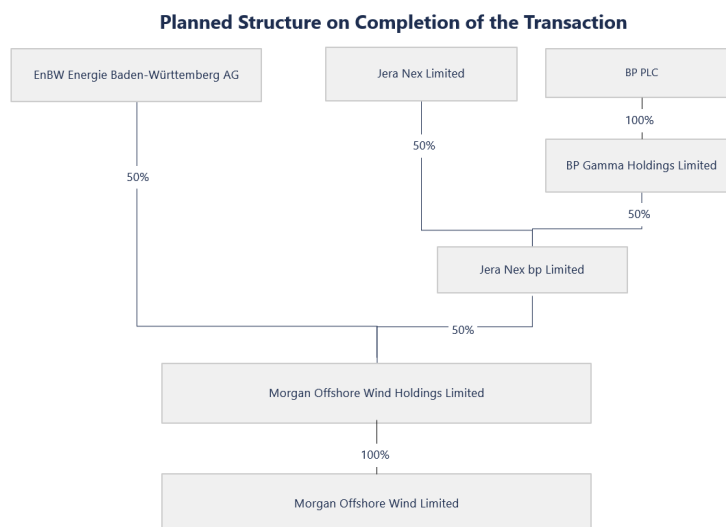 Planned Structure on Completion of the Transaction
EnBW Energie Baden-Württemberg AG
Jera Nex Limited
BP PLC
100%
50%
BP Gamma Holdings Limited
50%
50%
Jera Nex bp Limited
50%
Morgan Offshore Wind Holdings Limited
100%
Morgan Offshore Wind Limited